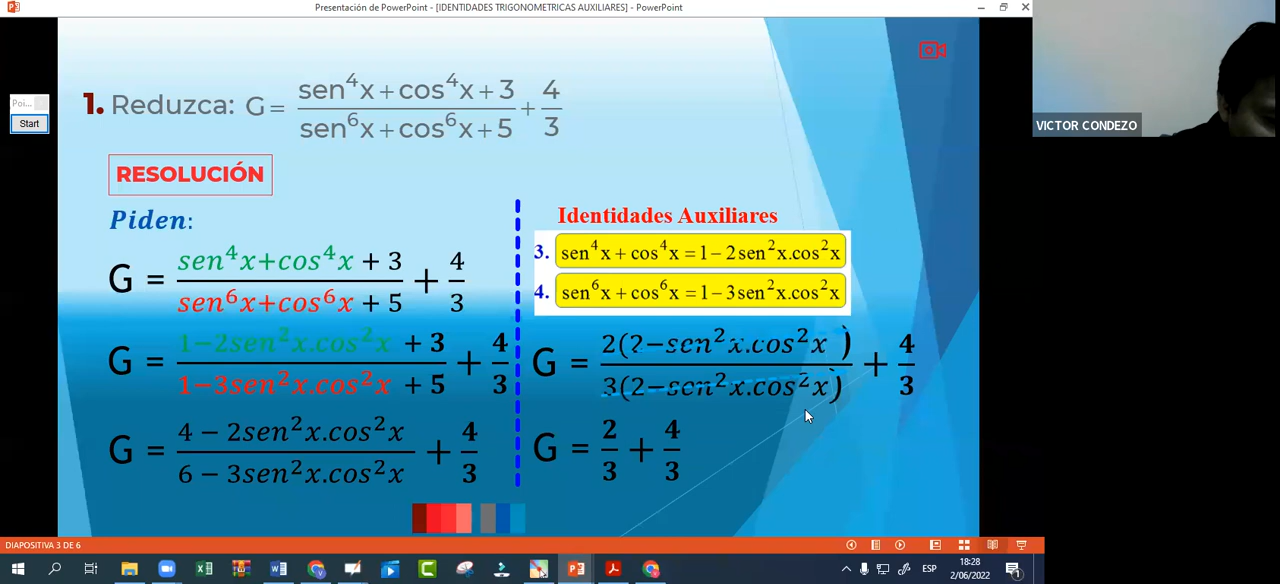 Presentación de PowerPoint - [IDENTIDADES TRIGONOMETRICAS AUXILIARES] - PowerPoint
Poi...
Start
VICTOR CONDEZO
1. Reduzca: G = (sen⁴x + cos⁴x + 3)/(sen⁶x + cos⁶x + 5) + 4/3
RESOLUCIÓN
Piden:
G = (sen⁴x+cos⁴x + 3)/(sen⁶x+cos⁶x + 5) + 4/3
G = (1−2sen²x.cos²x + 3)/(1−3sen²x.cos²x + 5) + 4/3
G = (4 − 2sen²x.cos²x)/(6 − 3sen²x.cos²x) + 4/3
Identidades Auxiliares
3. sen⁴x + cos⁴x = 1 − 2sen²x.cos²x
4. sen⁶x + cos⁶x = 1 − 3sen²x.cos²x
G = 2(2−sen²x.cos²x)/3(2−sen²x.cos²x) + 4/3
G = 2/3 + 4/3
DIAPOSITIVA 3 DE 6
ESP
18:28
2/06/2022
1